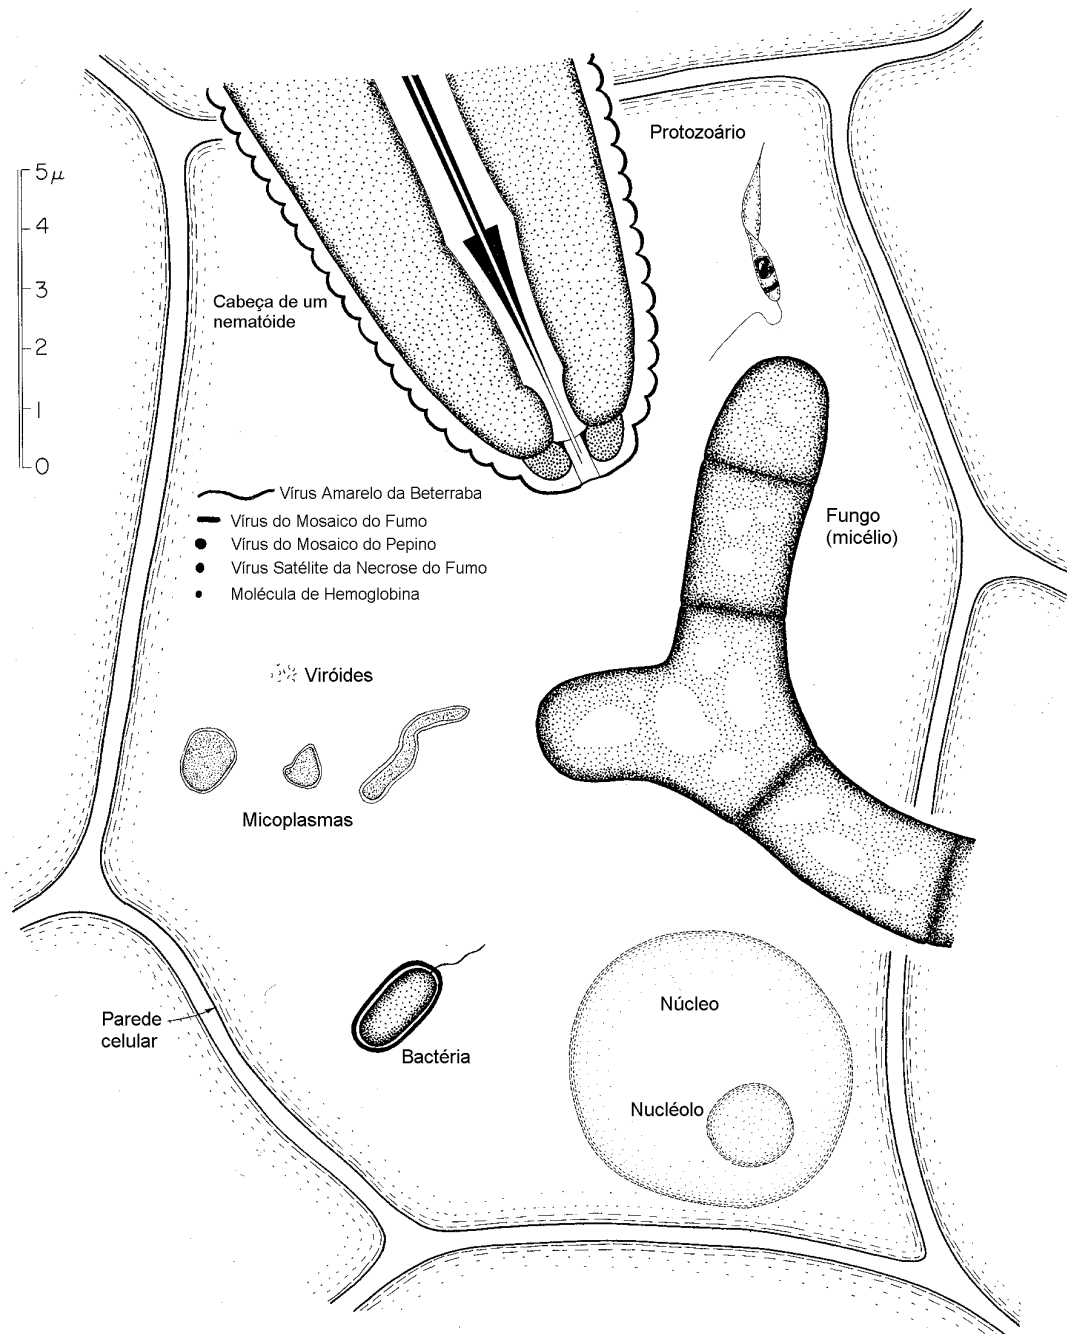 Protozoário
5 μ
4
3
2
1
0
Cabeça de um
nematóide
Vírus Amarelo da Beterraba
Vírus do Mosaico do Fumo
Vírus do Mosaico do Pepino
Vírus Satélite da Necrose do Fumo
Molécula de Hemoglobina
Fungo
(micélio)
Viróides
Micoplasmas
Núcleo
Parede
celular
Bactéria
Nucléolo